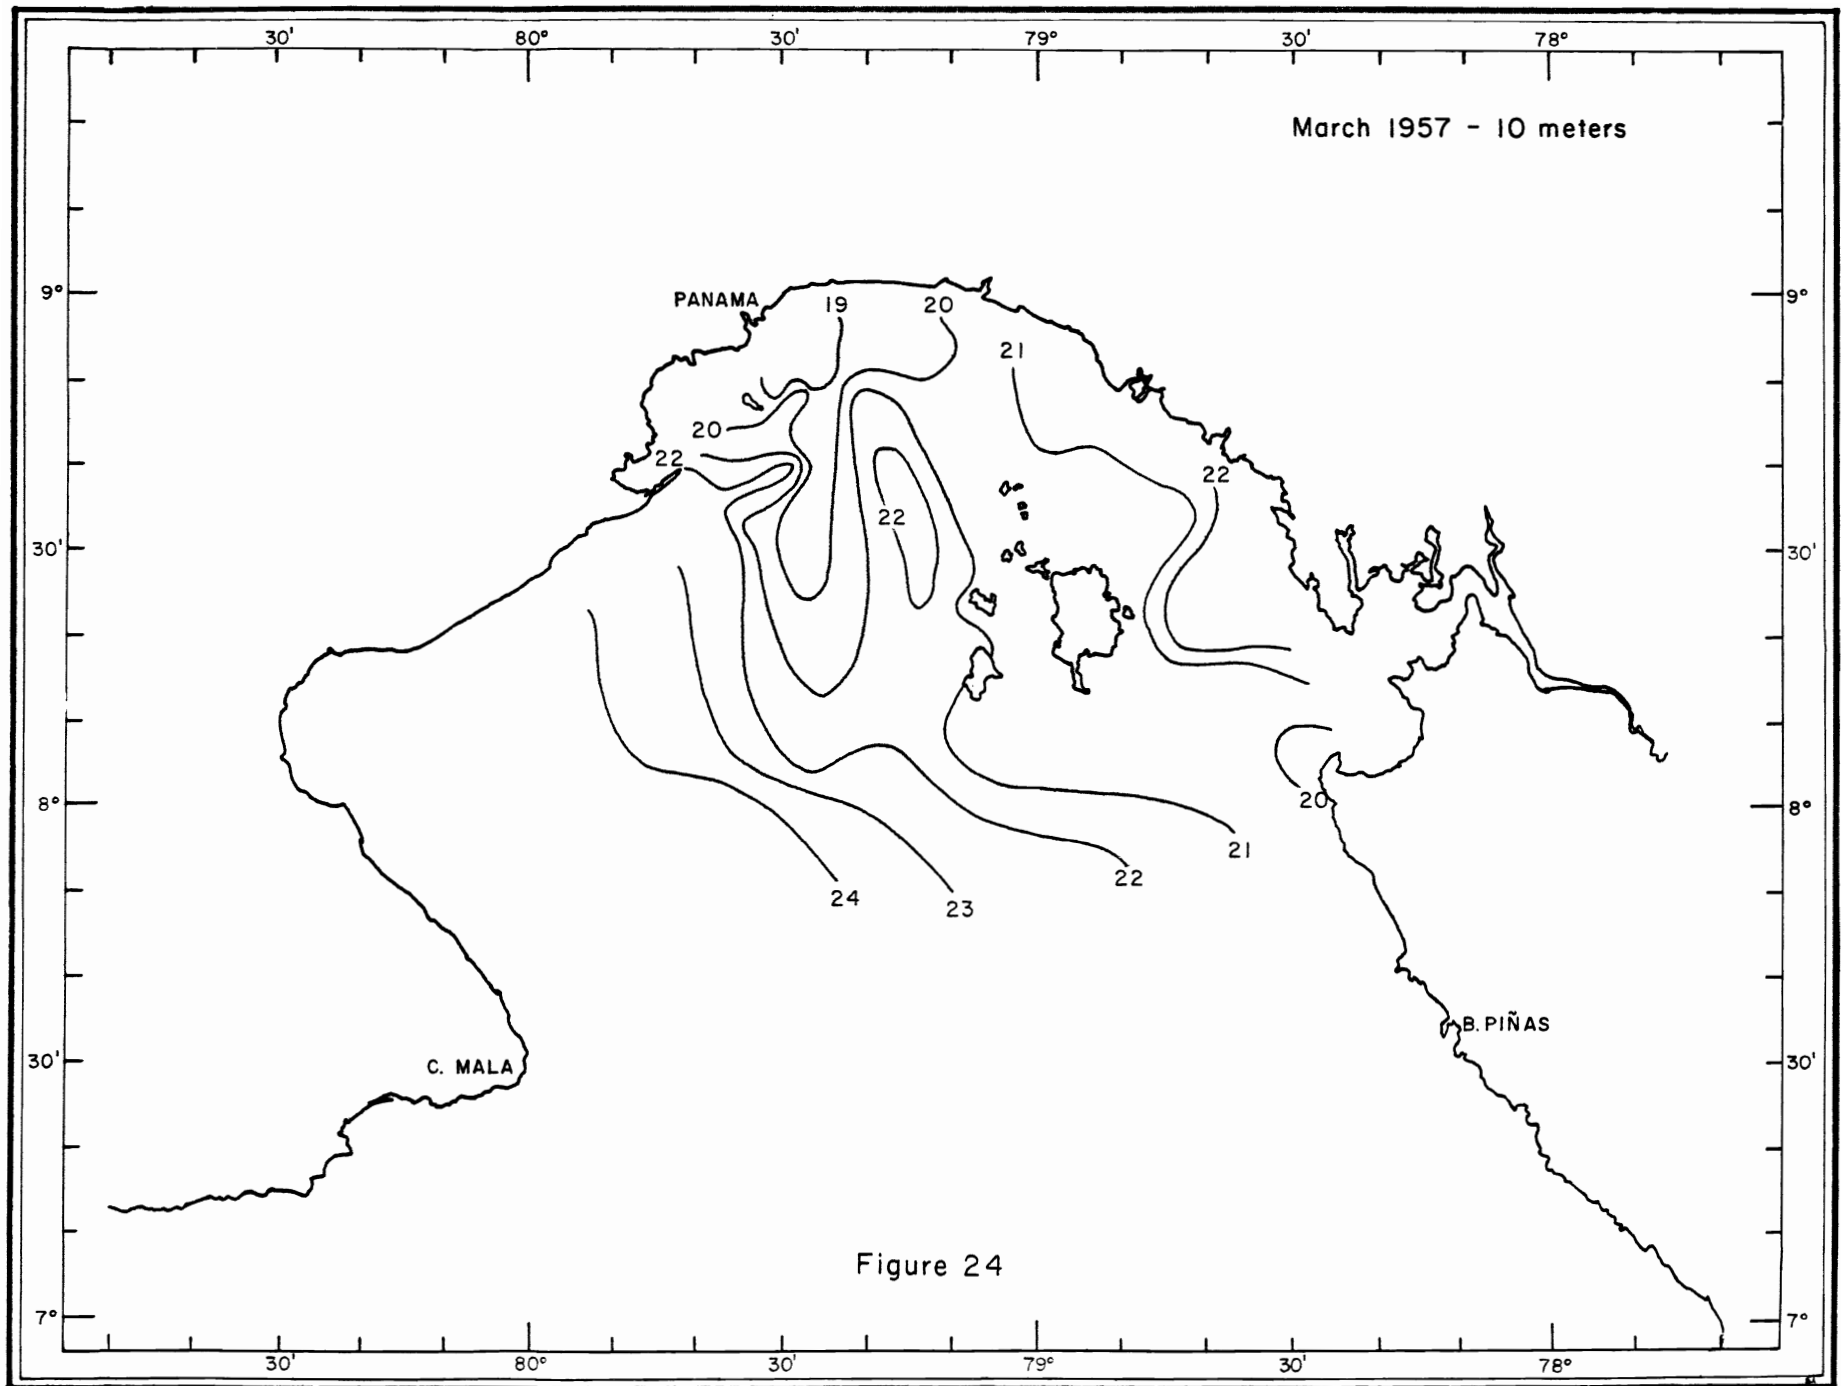 30' 80° 30' 79° 30' 78°
March 1957 - 10 meters
9° PANAMA 19 20 9°
21
20
22 22
22
30' 30'
8° 20 8°
21
22
24 23
B. PIÑAS
30' C. MALA 30'
Figure 24
7° 7°
30' 80° 30' 79° 30' 78°